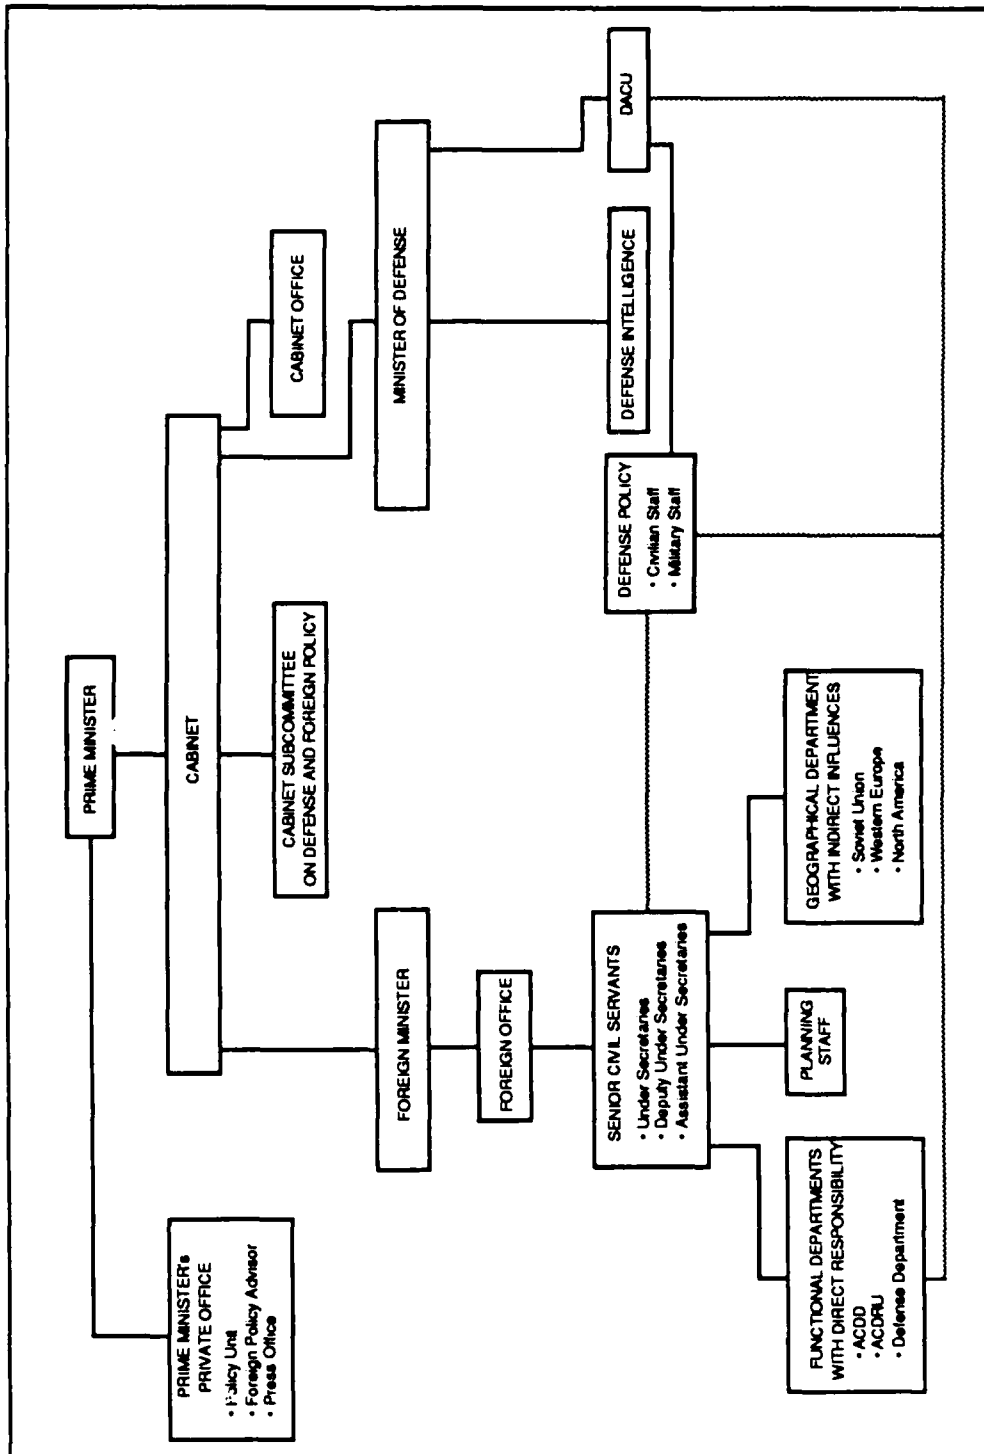 PRIME MINISTER
PRIME MINISTER's
PRIVATE OFFICE
• Policy Unit
• Foreign Policy Advisor
• Press Office
CABINET
CABINET SUBCOMMITTEE
ON DEFENSE AND FOREIGN POLICY
CABINET OFFICE
FOREIGN MINISTER
MINISTER OF DEFENSE
FOREIGN OFFICE
SENIOR CIVIL SERVANTS
• Under Secretaries
• Deputy Under Secretaries
• Assistant Under Secretaries
DEFENSE POLICY
• Civilian Staff
• Military Staff
DEFENSE INTELLIGENCE
DACU
FUNCTIONAL DEPARTMENTS
WITH DIRECT RESPONSIBILITY
• ACDD
• ACDRU
• Defense Department
PLANNING
STAFF
GEOGRAPHICAL DEPARTMENT
WITH INDIRECT INFLUENCES
• Soviet Union
• Western Europe
• North America